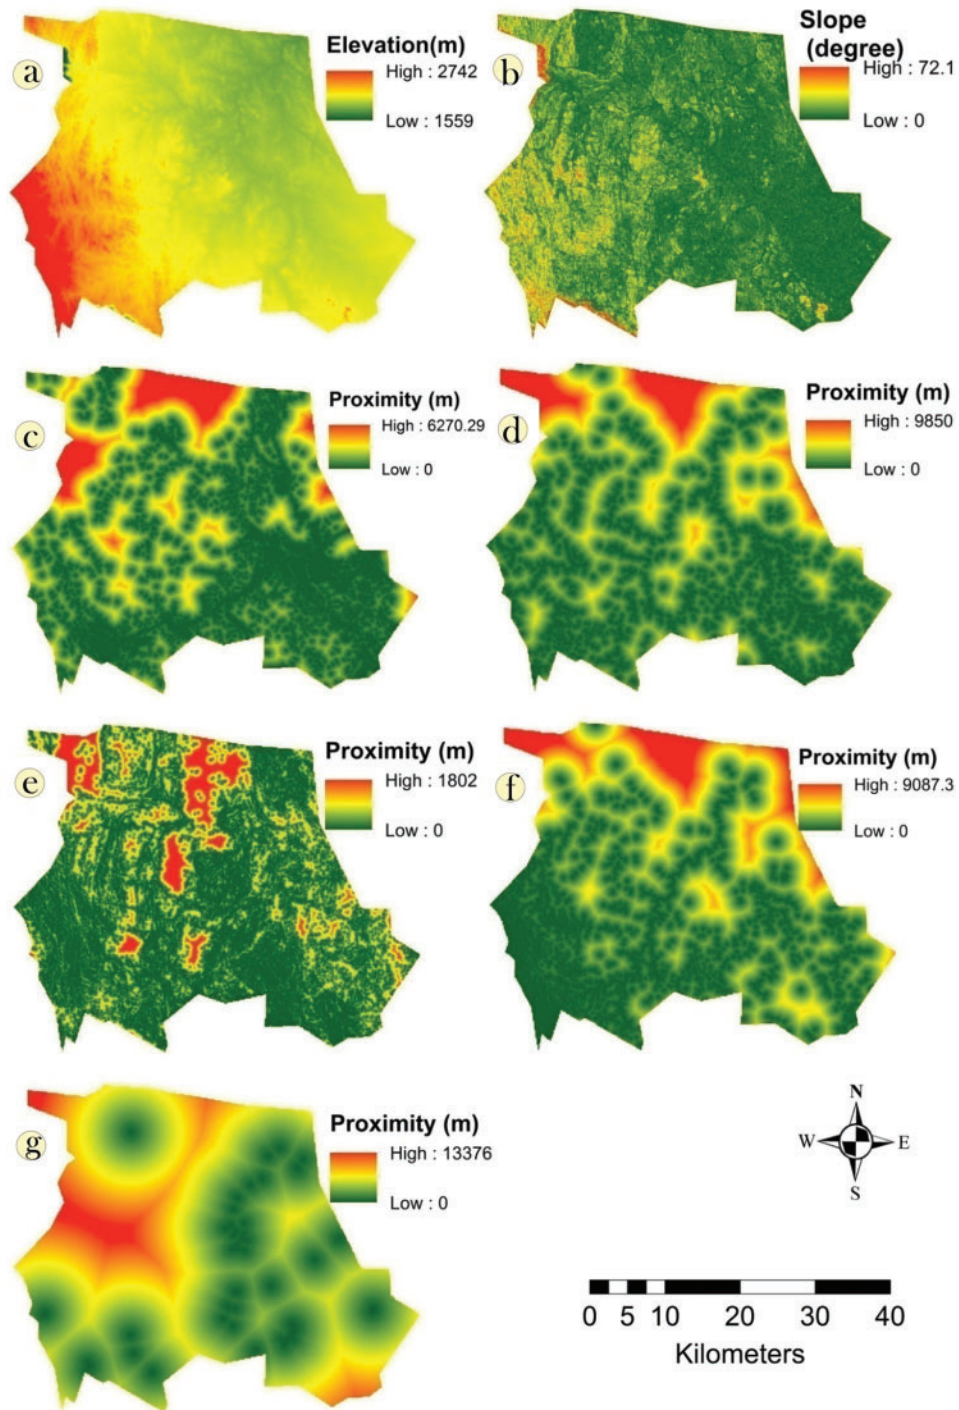 a
Elevation(m)
High : 2742
Low : 1559
b
Slope
(degree)
High : 72.1
Low : 0
c
Proximity (m)
High : 6270.29
Low : 0
d
Proximity (m)
High : 9850
Low : 0
e
Proximity (m)
High : 1802
Low : 0
f
Proximity (m)
High : 9087.3
Low : 0
g
Proximity (m)
High : 13376
Low : 0
N
W E
S
0 5 10 20 30 40
Kilometers